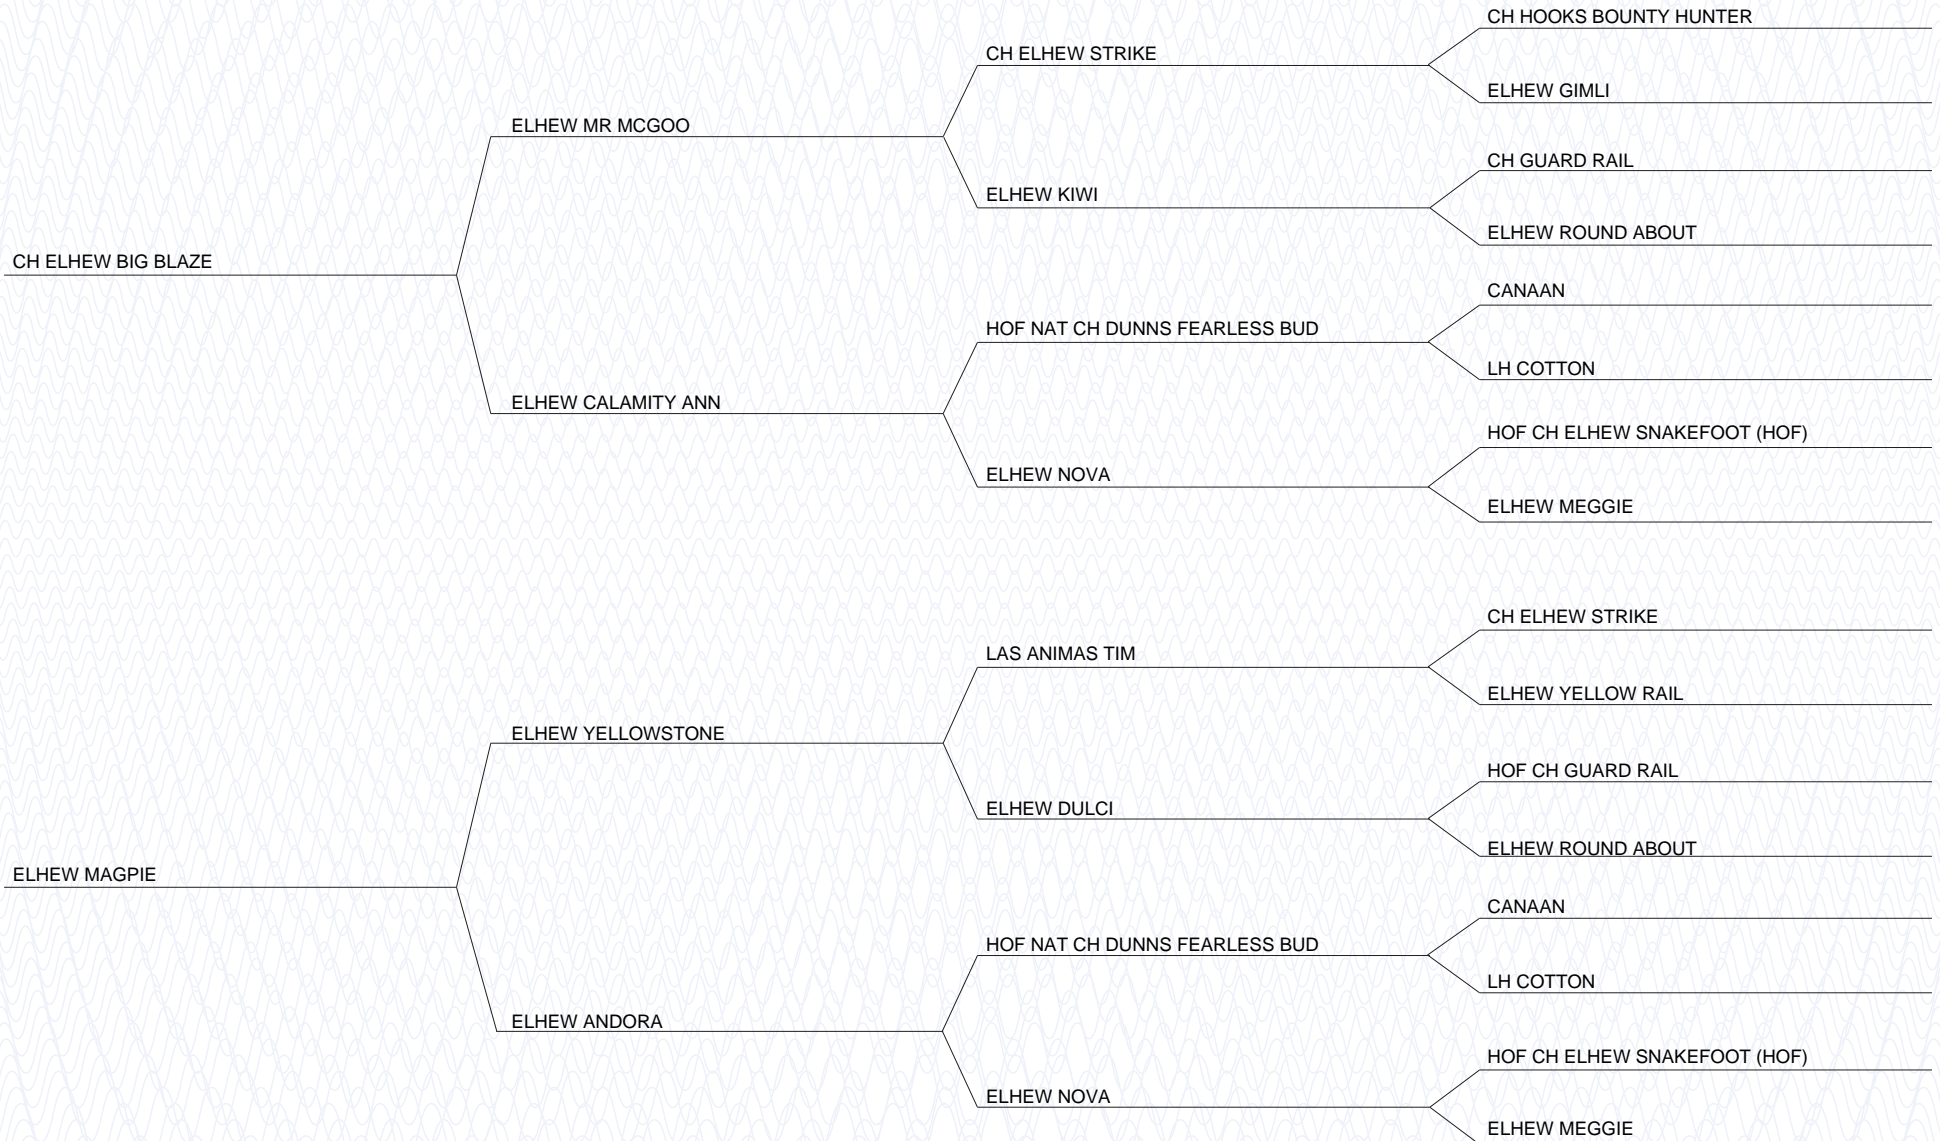 CH HOOKS BOUNTY HUNTER
CH ELHEW STRIKE
ELHEW GIMLI
ELHEW MR MCGOO
CH GUARD RAIL
ELHEW KIWI
ELHEW ROUND ABOUT
CH ELHEW BIG BLAZE
CANAAN
HOF NAT CH DUNNS FEARLESS BUD
LH COTTON
ELHEW CALAMITY ANN
HOF CH ELHEW SNAKEFOOT (HOF)
ELHEW NOVA
ELHEW MEGGIE
CH ELHEW STRIKE
LAS ANIMAS TIM
ELHEW YELLOW RAIL
ELHEW YELLOWSTONE
HOF CH GUARD RAIL
ELHEW DULCI
ELHEW ROUND ABOUT
ELHEW MAGPIE
CANAAN
HOF NAT CH DUNNS FEARLESS BUD
LH COTTON
ELHEW ANDORA
HOF CH ELHEW SNAKEFOOT (HOF)
ELHEW NOVA
ELHEW MEGGIE